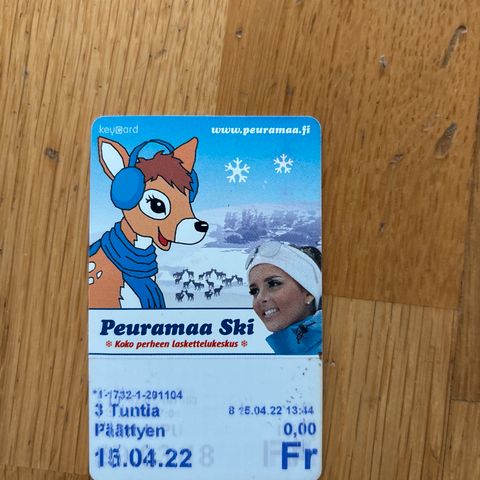 keycard www.peuramaa.fi
Peuramaa Ski
Koko perheen laskettelukeskus
*1-1732-1-291104
3 Tuntia 8 15.04.22 13:44
Päättyen 0,00
15.04.22 Fr